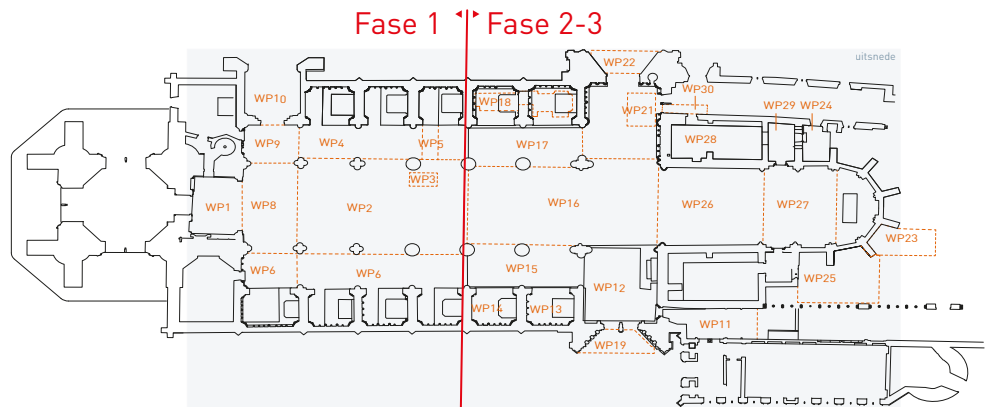 Fase 1 Fase 2-3
uitsnede
WP22
WP30
WP10
WP18
WP21
WP29 WP24
WP9
WP4
WP5
WP17
WP28
WP3
WP1
WP8
WP2
WP16
WP26
WP27
WP23
WP6
WP6
WP15
WP12
WP25
WP14
WP13
WP11
WP19